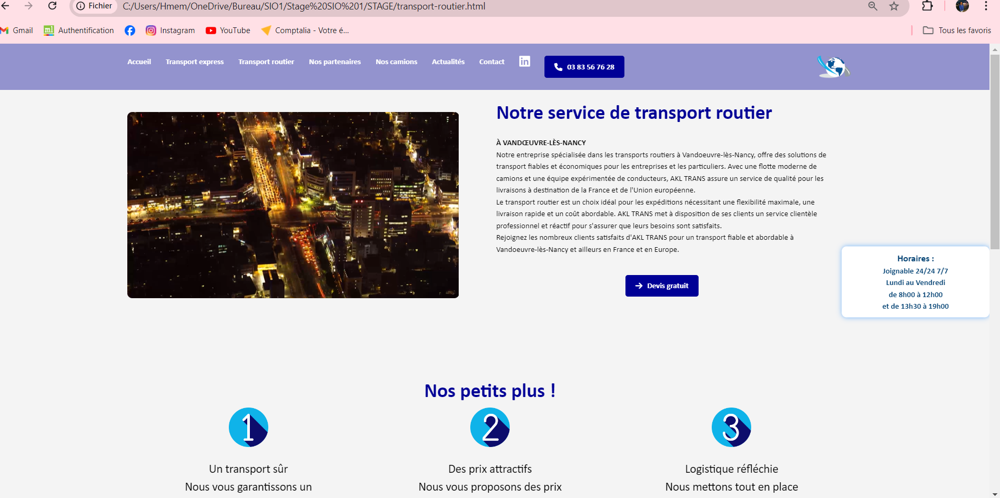 Fichier
C:/Users/Hmem/OneDrive/Bureau/SIO1/Stage%20SIO%201/STAGE/transport-routier.html
Gmail
Authentification
Instagram
YouTube
Comptalia - Votre é...
Tous les favoris
Accueil
Transport express
Transport routier
Nos partenaires
Nos camions
Actualités
Contact
in
03 83 56 76 28
Notre service de transport routier
À VANDŒUVRE-LÈS-NANCY
Notre entreprise spécialisée dans les transports routiers à Vandoeuvre-lès-Nancy, offre des solutions de
transport fiables et économiques pour les entreprises et les particuliers. Avec une flotte moderne de
camions et une équipe expérimentée de conducteurs, AKL TRANS assure un service de qualité pour les
livraisons à destination de la France et de l'Union européenne.
Le transport routier est un choix idéal pour les expéditions nécessitant une flexibilité maximale, une
livraison rapide et un coût abordable. AKL TRANS met à disposition de ses clients un service clientèle
professionnel et réactif pour s'assurer que leurs besoins sont satisfaits.
Rejoignez les nombreux clients satisfaits d'AKL TRANS pour un transport fiable et abordable à
Vandoeuvre-lès-Nancy et ailleurs en France et en Europe.
Devis gratuit
Horaires :
Joignable 24/24 7/7
Lundi au Vendredi
de 8h00 à 12h00
et de 13h30 à 19h00
Nos petits plus !
1
2
3
Un transport sûr
Des prix attractifs
Logistique réfléchie
Nous vous garantissons un
Nous vous proposons des prix
Nous mettons tout en place